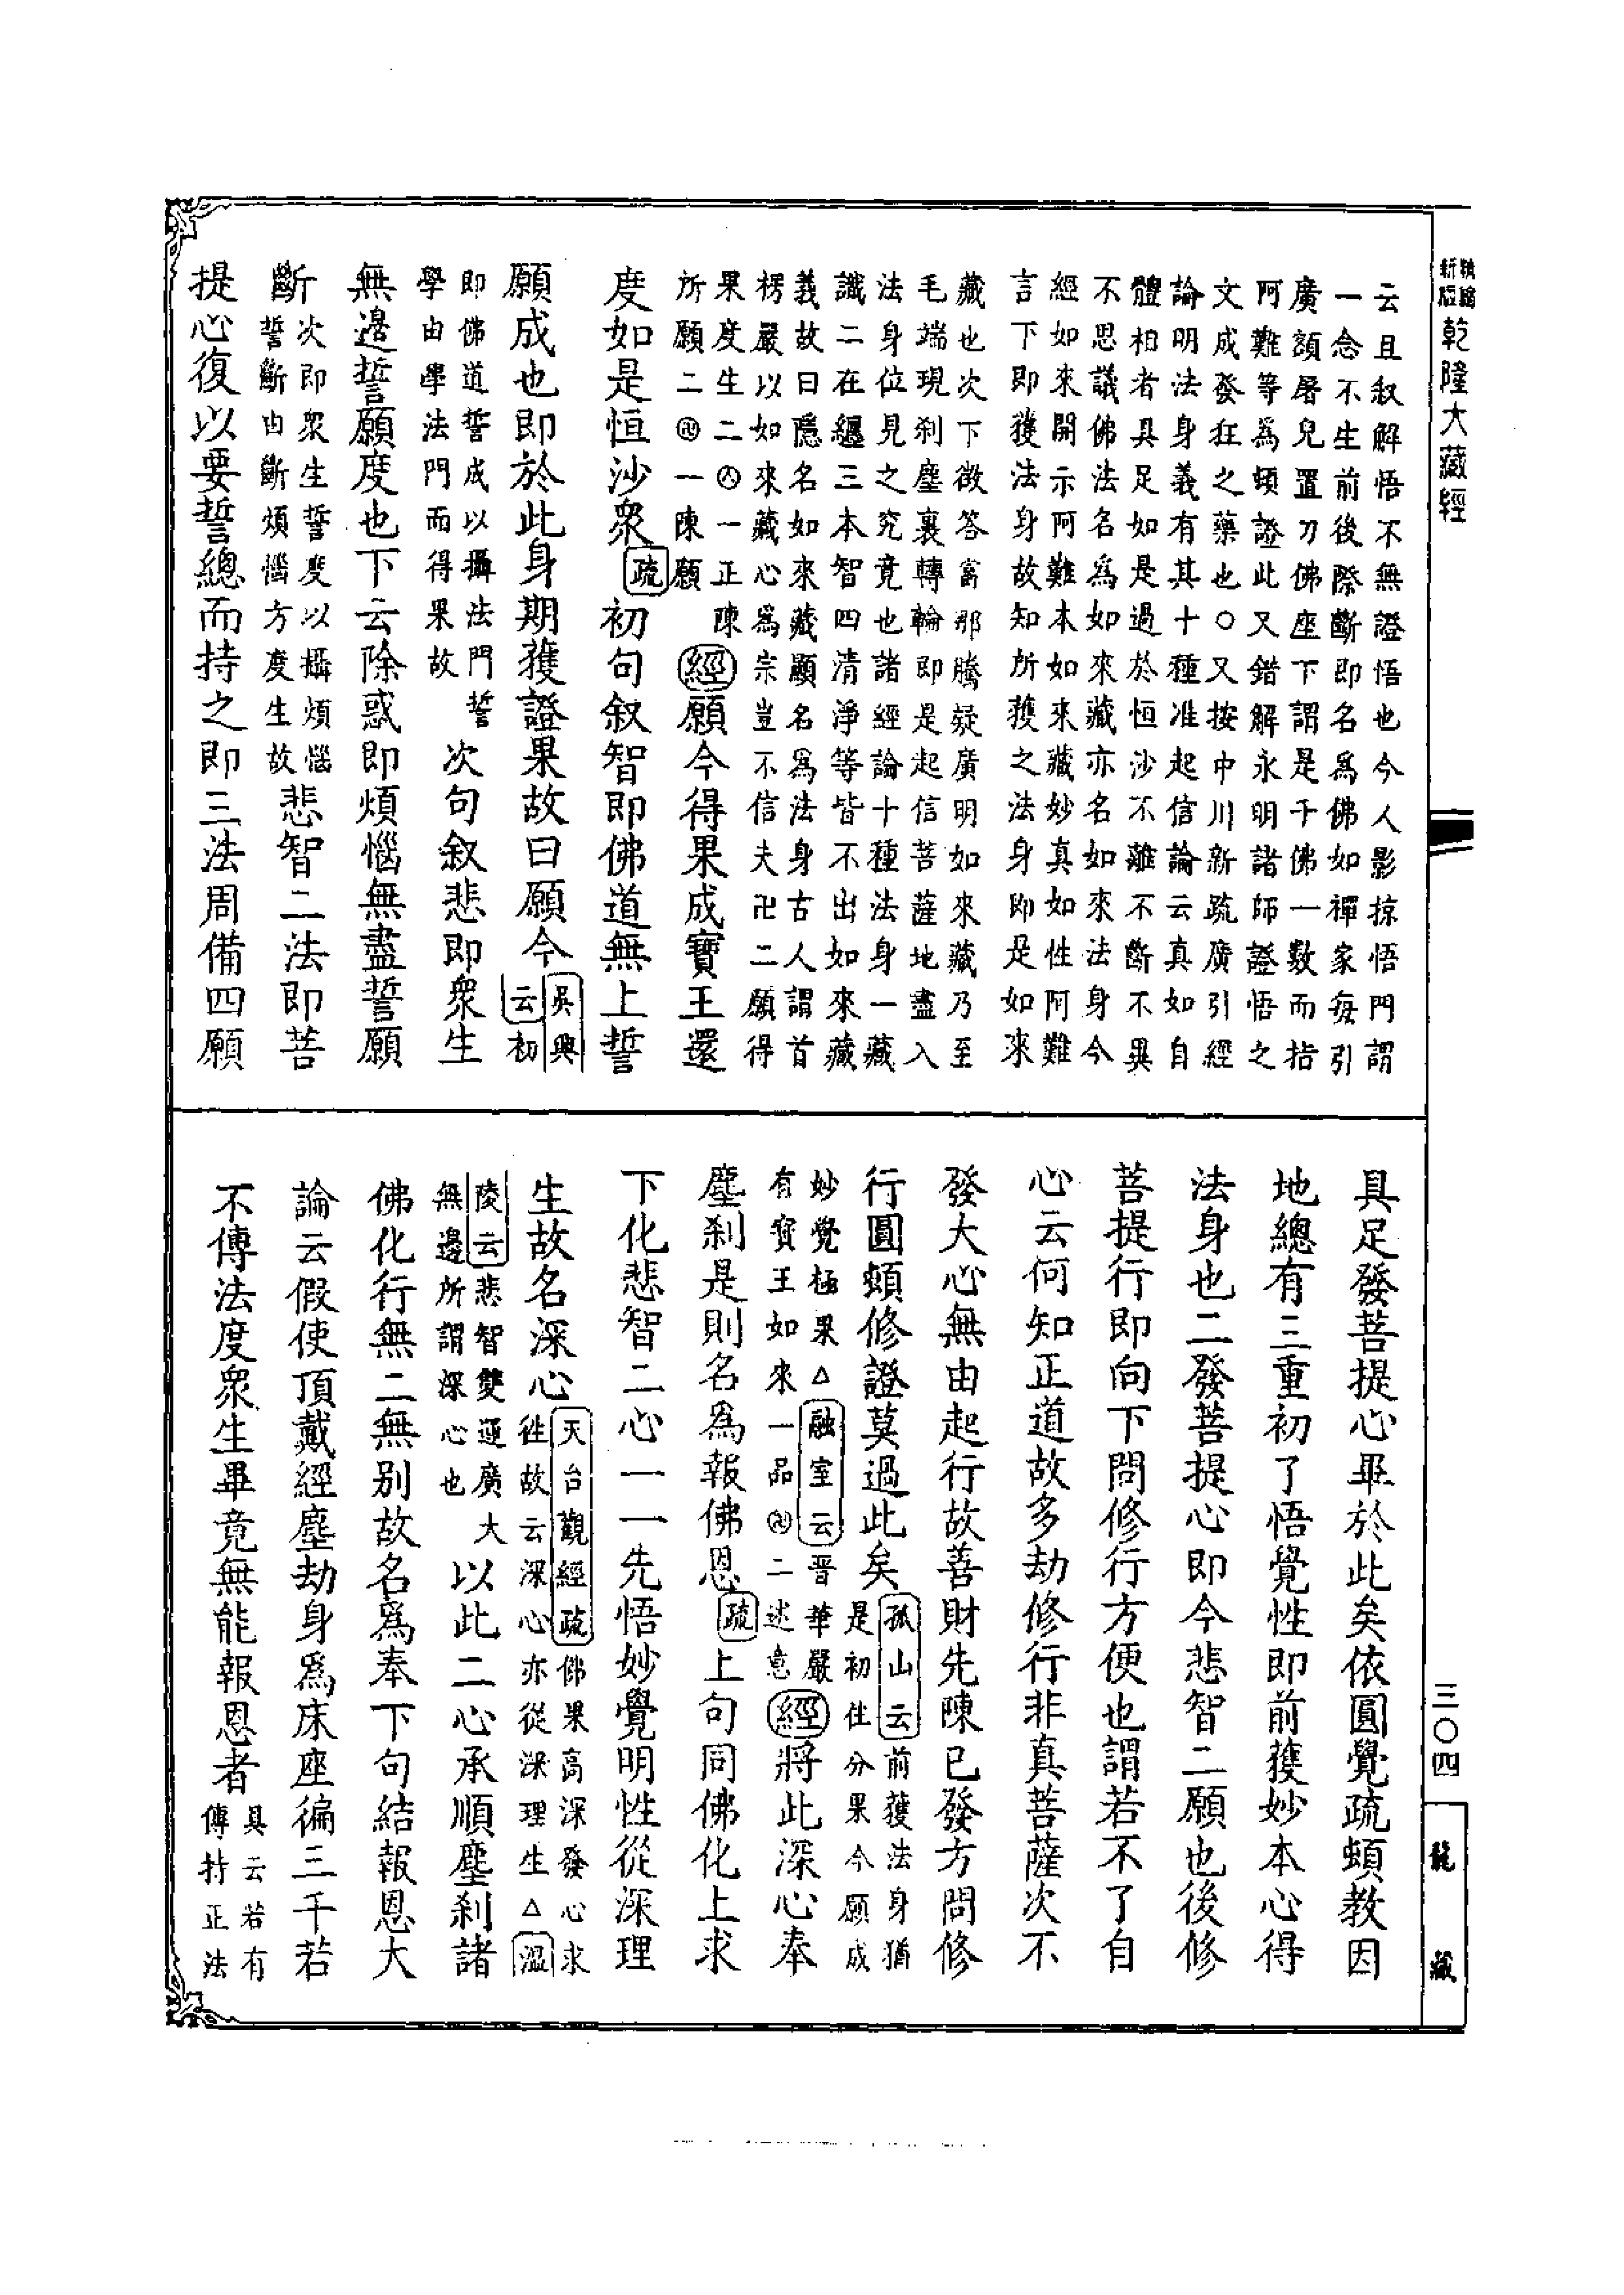 乾隆大藏經
云且叙解悟不無證悟也今人影掠悟門謂
一念不生前後際斷即名為佛如禪家每引
廣額屠兒置刀佛座下謂是千佛一數而指
阿難等為頓證此又錯解永明諸師證悟之
文成發狂之藥也○又按中川新疏廣引經
論明法身義有其十種准起信論云真如自
體相者具足如是過於恒沙不離不斷不異
不思議佛法名為如來藏亦名如來法身今
經如來開示阿難本如來藏妙真如性阿難
言下即獲法身故知所獲之法身即是如來
藏也次下徵答富那騰疑廣明如來藏乃至
毛端現刹塵裏轉輪即是起信菩薩地盡入
法身位見之究竟也諸經論十種法身一藏
識二在纏三本智四清淨等皆不出如來藏
義故曰隱名如來藏顯名為法身古人謂首
楞嚴以如來藏心為宗豈不信夫卍二願得
果度生二㊇一正陳
所願二卍一陳願 經願今得果成寶王還
度如是恒沙衆疏初句叙智即佛道無上誓
願成也即於此身期獲證果故曰願今吳興云初
即佛道誓成以攝法門誓
學由學法門而得果故次句叙悲即衆生
無邊誓願度也下云除惑即煩惱無盡誓願
斷次即衆生誓度以攝煩惱
誓斷由斷煩惱方度生故悲智二法即菩
提心復以要誓總而持之即三法周備四願
具足發菩提心畢於此矣依圓覺疏頓教因
地總有三重初了悟覺性即前獲妙本心得
法身也二發菩提心即今悲智二願也後修
菩提行即向下問修行方便也謂若不了自
心云何知正道故多劫修行非真菩薩次不
發大心無由起行故善財先陳已發方問修
行圓頓修證莫過此矣孤山云前獲法身猶
是初住分果今願成
妙覺極果△融室云晉華嚴
有寶王如來一品卍二述意經將此深心奉
塵刹是則名為報佛恩疏上句同佛化上求
下化悲智二心一一先悟妙覺明性從深理
生故名深心天台觀經疏佛果高深發心求
徃故云深心亦從深理生△溫
陵云悲智雙運廣大
無邊所謂深心也以此二心承順塵刹諸
佛化行無二無别故名為奉下句結報恩大
論云假使頂戴經塵劫身為床座徧三千若
不傳法度衆生畢竟無能報恩者具云若有
傳持正法
三〇四
龍藏